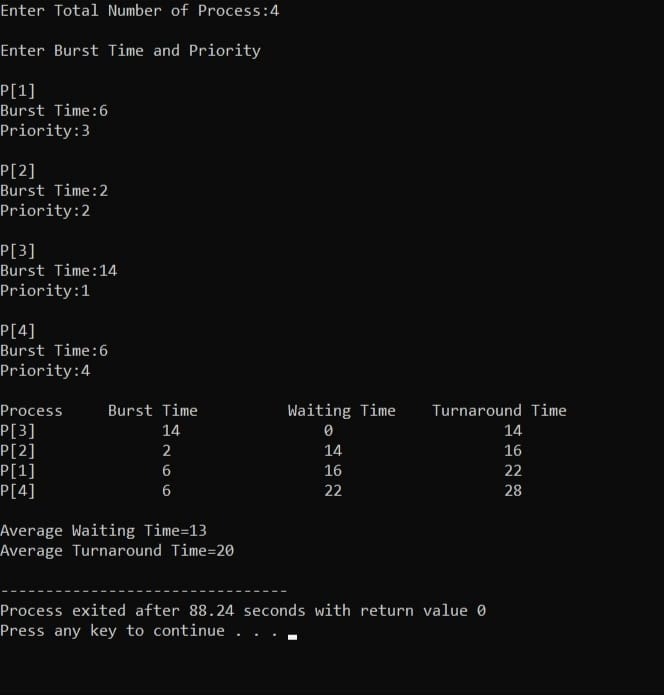 Enter Total Number of Process:4
Enter Burst Time and Priority
P[1]
Burst Time:6
Priority:3
P[2]
Burst Time:2
Priority:2
P[3]
Burst Time:14
Priority:1
P[4]
Burst Time:6
Priority:4
Process Burst Time Waiting Time Turnaround Time
P[3] 14 0 14
P[2] 2 14 16
P[1] 6 16 22
P[4] 6 22 28
Average Waiting Time=13
Average Turnaround Time=20
--------------------------------
Process exited after 88.24 seconds with return value 0
Press any key to continue . . .